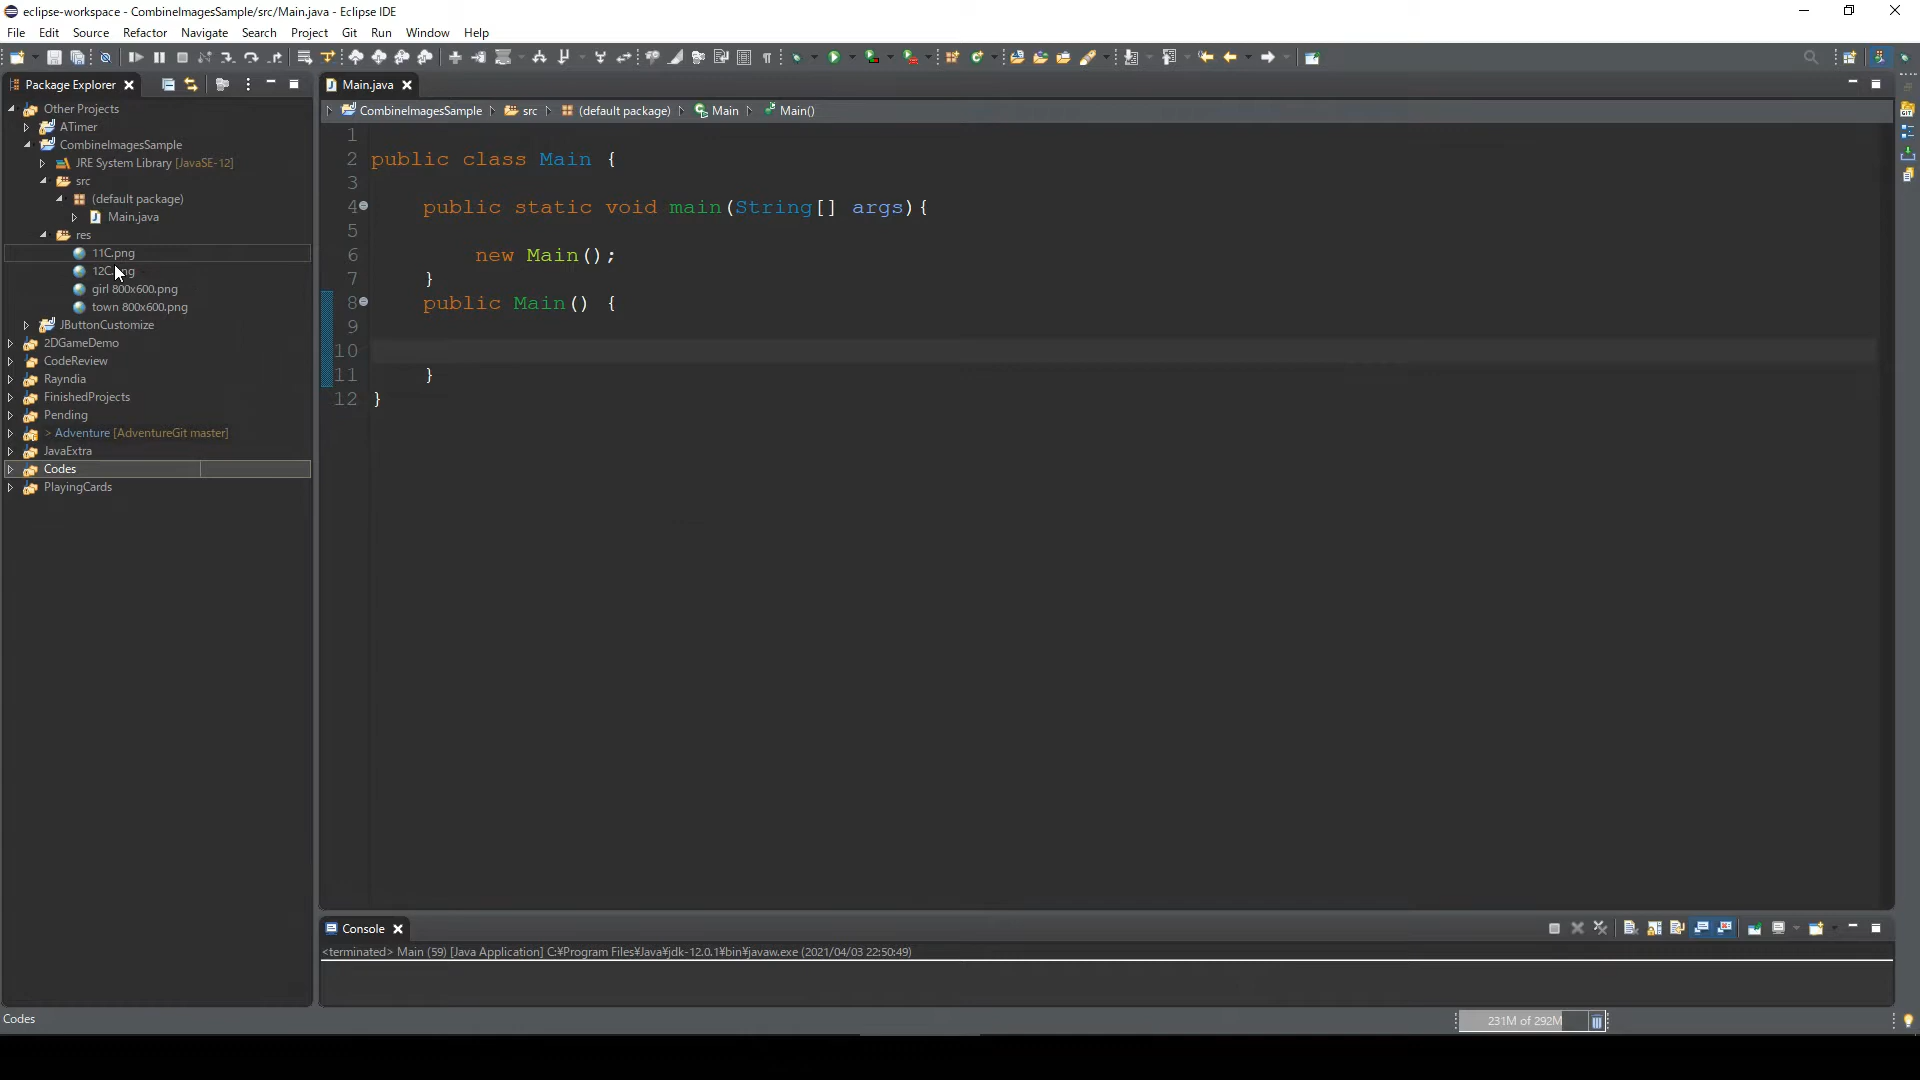 eclipse-workspace - CombineImagesSample/src/Main.java - Eclipse IDE
File Edit Source Refactor Navigate Search Project Git Run Window Help
Package Explorer
Main.java
Other Projects
ATimer
CombineImagesSample
JRE System Library [JavaSE-12]
src
(default package)
Main.java
res
11C.png
girl 800x600.png
town 800x600.png
JButtonCustomize
2DGameDemo
CodeReview
Rayndia
FinishedProjects
Pending
> Adventure [AdventureGit master]
JavaExtra
Codes
PlayingCards
CombineImagesSample src (default package) Main Main()
1
2 public class Main {
3
4 public static void main(String[] args){
5
6 new Main();
7 }
8 public Main() {
9
10
11 }
12 }
Console
<terminated> Main (59) [Java Application] C:¥Program Files¥Java¥jdk-12.0.1¥bin¥javaw.exe (2021/04/03 22:50:49)
Codes
231M of 292M